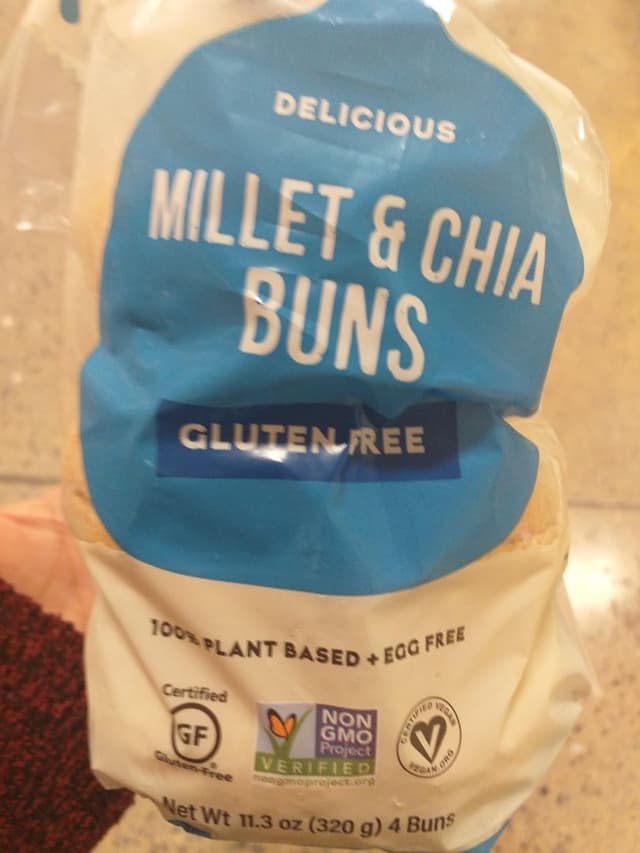 DELICIOUS
MILLET & CHIA
BUNS
GLUTEN-FREE
100% PLANT BASED + EGG FREE
Certified
GF
Gluten-Free
NON
GMO
Project
VERIFIED
nongmoproject.org
CERTIFIED VEGAN
VEGAN.ORG
Net Wt 11.3 oz (320 g) 4 Buns